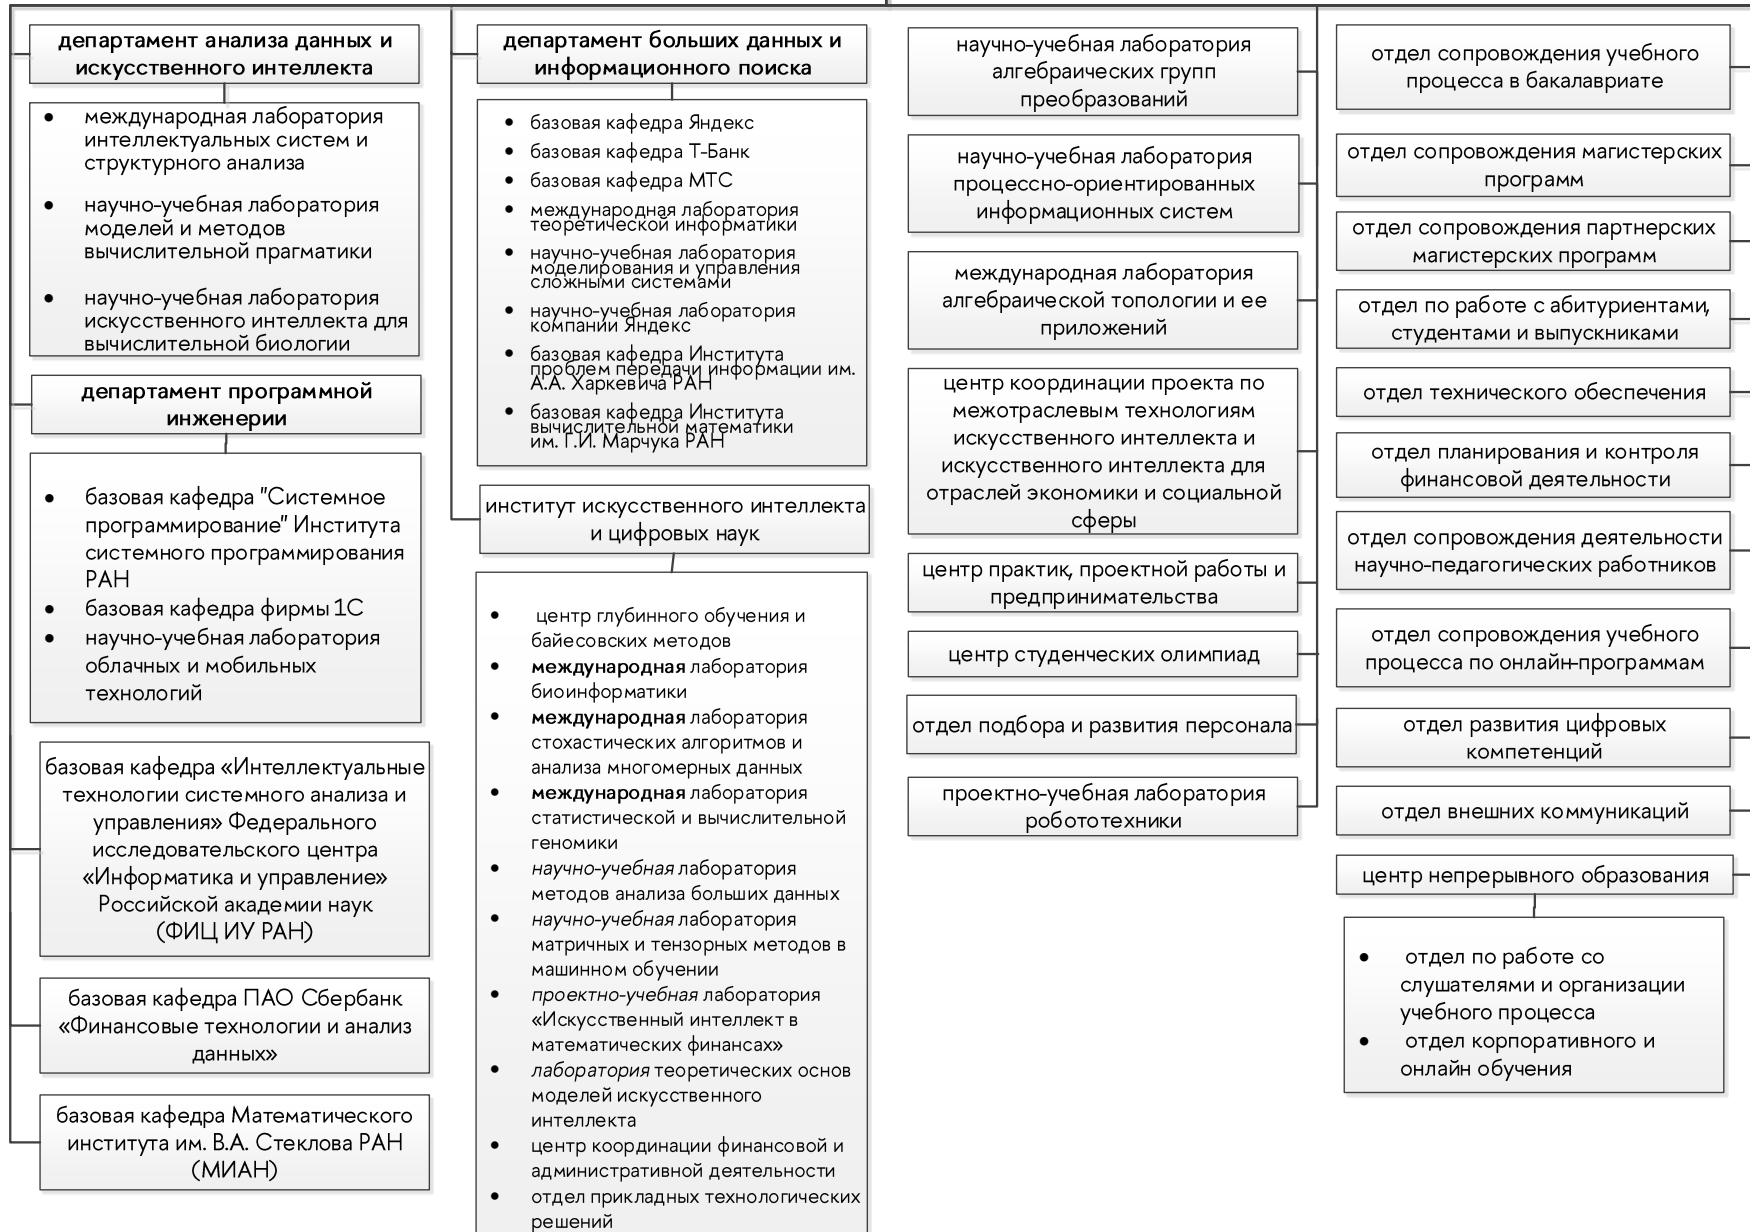 департамент анализа данных и
искусственного интеллекта
международная лаборатория
интеллектуальных систем и
структурного анализа
научно-учебная лаборатория
моделей и методов
вычислительной прагматики
научно-учебная лаборатория
искусственного интеллекта для
вычислительной биологии
департамент программной
инженерии
базовая кафедра "Системное
программирование" Института
системного программирования
РАН
базовая кафедра фирмы 1С
научно-учебная лаборатория
облачных и мобильных
технологий
базовая кафедра «Интеллектуальные
технологии системного анализа и
управления» Федерального
исследовательского центра
«Информатика и управление»
Российской академии наук
(ФИЦ ИУ РАН)
базовая кафедра ПАО Сбербанк
«Финансовые технологии и анализ
данных»
базовая кафедра Математического
института им. В.А. Стеклова РАН
(МИАН)
департамент больших данных и
информационного поиска
базовая кафедра Яндекс
базовая кафедра Т-Банк
базовая кафедра МТС
международная лаборатория
теоретической информатики
научно-учебная лаборатория
моделирования и управления
сложными системами
научно-учебная лаборатория
компании Яндекс
базовая кафедра Института
проблем передачи информации им.
А.А. Харкевича РАН
базовая кафедра Института
вычислительной математики
им. Г.И. Марчука РАН
институт искусственного интеллекта
и цифровых наук
центр глубинного обучения и
байесовских методов
международная лаборатория
биоинформатики
международная лаборатория
стохастических алгоритмов и
анализа многомерных данных
международная лаборатория
статистической и вычислительной
геномики
научно-учебная лаборатория
методов анализа больших данных
научно-учебная лаборатория
матричных и тензорных методов в
машинном обучении
проектно-учебная лаборатория
«Искусственный интеллект в
математических финансах»
лаборатория теоретических основ
моделей искусственного
интеллекта
центр координации финансовой и
административной деятельности
отдел прикладных технологических
решений
научно-учебная лаборатория
алгебраических групп
преобразований
научно-учебная лаборатория
процессно-ориентированных
информационных систем
международная лаборатория
алгебраической топологии и ее
приложений
центр координации проекта по
межотраслевым технологиям
искусственного интеллекта и
искусственного интеллекта для
отраслей экономики и социальной
сферы
центр практик, проектной работы и
предпринимательства
центр студенческих олимпиад
отдел подбора и развития персонала
проектно-учебная лаборатория
робототехники
отдел сопровождения учебного
процесса в бакалавриате
отдел сопровождения магистерских
программ
отдел сопровождения партнерских
магистерских программ
отдел по работе с абитуриентами,
студентами и выпускниками
отдел технического обеспечения
отдел планирования и контроля
финансовой деятельности
отдел сопровождения деятельности
научно-педагогических работников
отдел сопровождения учебного
процесса по онлайн-программам
отдел развития цифровых
компетенций
отдел внешних коммуникаций
центр непрерывного образования
отдел по работе со
слушателями и организации
учебного процесса
отдел корпоративного и
онлайн обучения